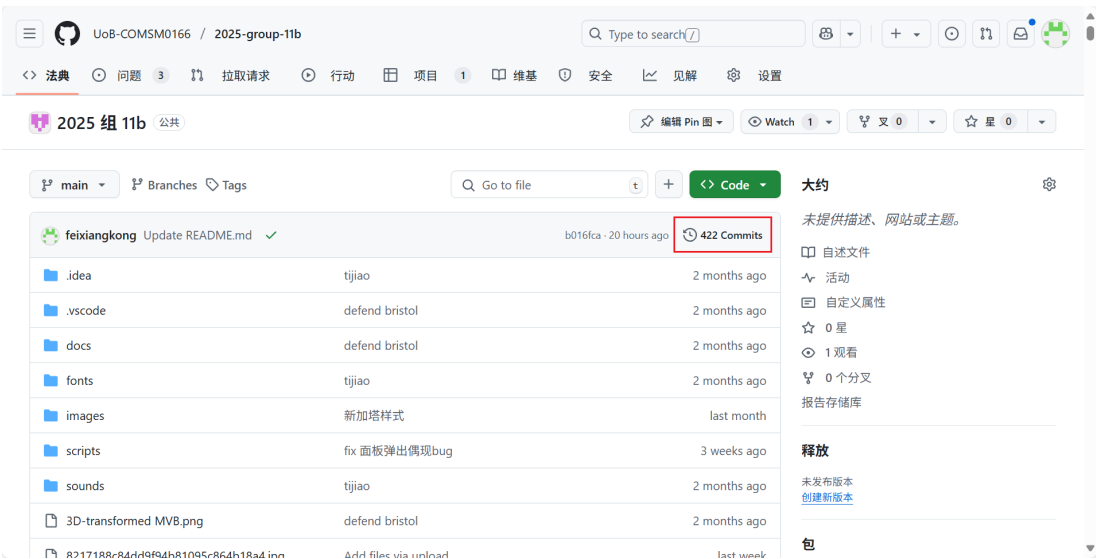 UoB-COMSM0166 / 2025-group-11b
Type to search /
法典 问题 3 拉取请求 行动 项目 1 维基 安全 见解 设置
2025 组 11b 公共
编辑 Pin 图 Watch 1 叉 0 星 0
main Branches Tags
Go to file t
Code
feixiangkong Update README.md
b016fca · 20 hours ago 422 Commits
.idea tijiao 2 months ago
.vscode defend bristol 2 months ago
docs defend bristol 2 months ago
fonts tijiao 2 months ago
images 新加塔样式 last month
scripts fix 面板弹出偶现bug 3 weeks ago
sounds tijiao 2 months ago
3D-transformed MVB.png defend bristol 2 months ago
8217188c84dd9f94b81095c864b18a4.jpg Add files via upload last week
大约
未提供描述、网站或主题。
自述文件
活动
自定义属性
0 星
1 观看
0 个分叉
报告存储库
释放
未发布版本
创建新版本
包